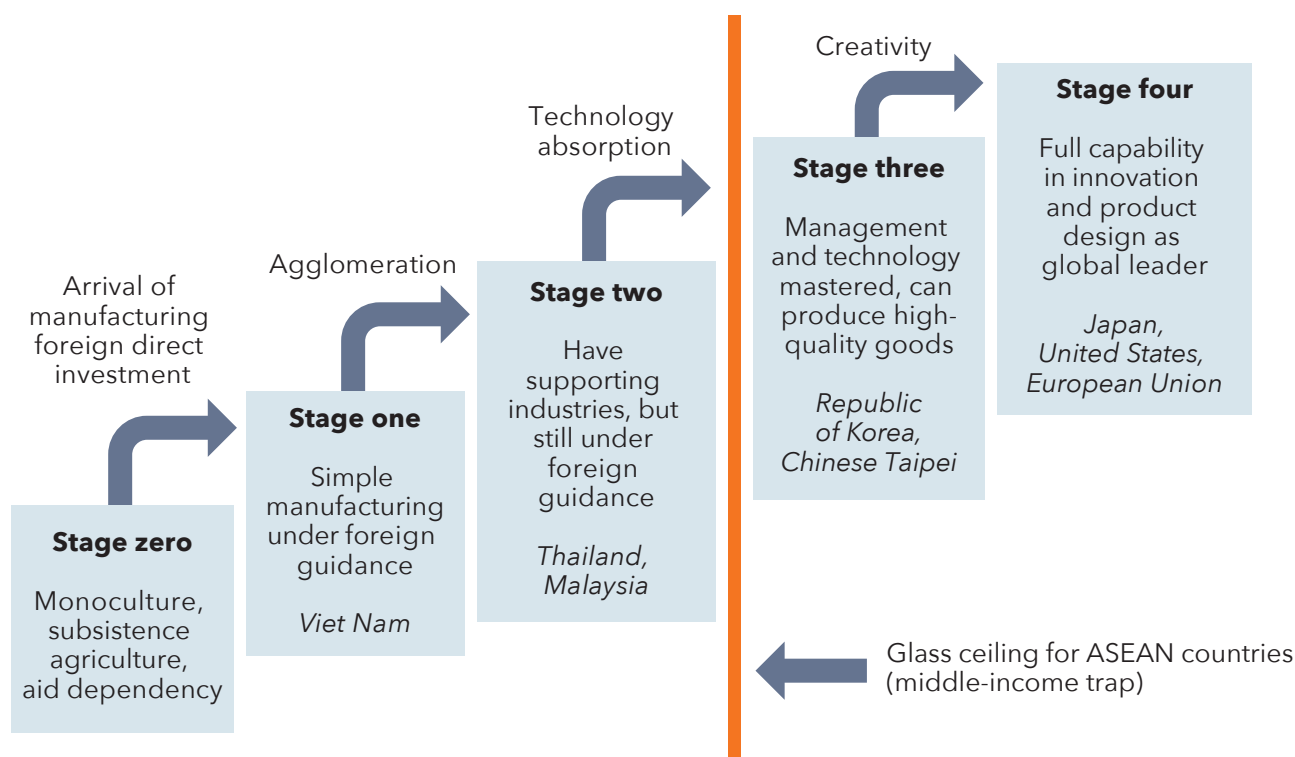 Stage zero
Monoculture,
subsistence
agriculture,
aid dependency
Arrival of
manufacturing
foreign direct
investment
Stage one
Simple
manufacturing
under foreign
guidance
Viet Nam
Agglomeration
Stage two
Have
supporting
industries, but
still under
foreign
guidance
Thailand,
Malaysia
Technology
absorption
Stage three
Management
and technology
mastered, can
produce high-
quality goods
Republic
of Korea,
Chinese Taipei
Creativity
Stage four
Full capability
in innovation
and product
design as
global leader
Japan,
United States,
European Union
Glass ceiling for ASEAN countries
(middle-income trap)